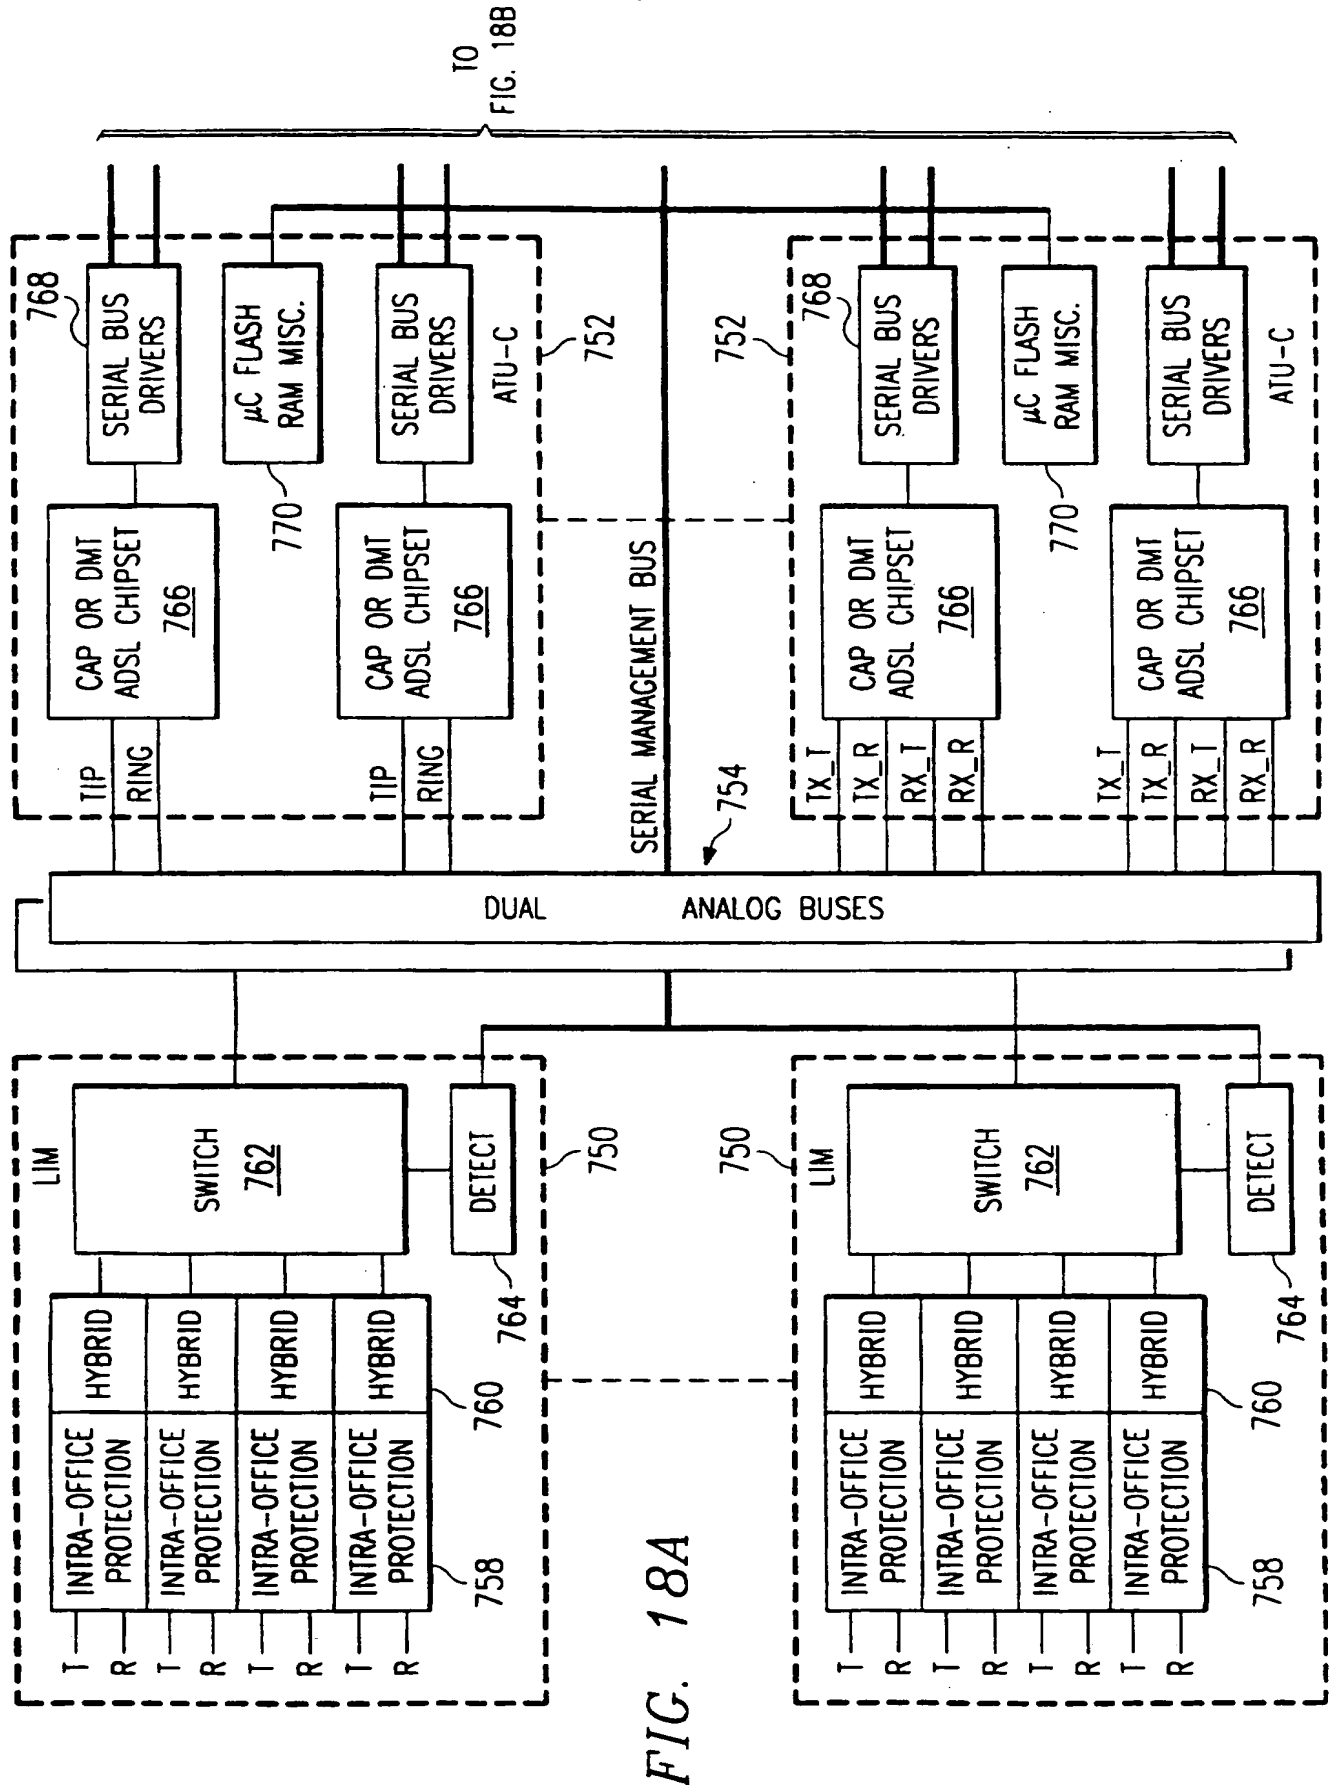 TO
FIG. 18B
768
SERIAL BUS
DRIVERS
µC FLASH
RAM MISC.
SERIAL BUS
DRIVERS
ATU-C
752
770
CAP OR DMT
ADSL CHIPSET
766
CAP OR DMT
ADSL CHIPSET
766
TIP
RING
TIP
RING
SERIAL MANAGEMENT BUS
754
752
768
SERIAL BUS
DRIVERS
µC FLASH
RAM MISC.
SERIAL BUS
DRIVERS
ATU-C
770
CAP OR DMT
ADSL CHIPSET
766
CAP OR DMT
ADSL CHIPSET
766
TX_T
TX_R
RX_T
RX_R
TX_T
TX_R
RX_T
RX_R
DUAL ANALOG BUSES
LIM
SWITCH
762
DETECT
750
764
HYBRID
HYBRID
HYBRID
HYBRID
760
INTRA-OFFICE
PROTECTION
INTRA-OFFICE
PROTECTION
INTRA-OFFICE
PROTECTION
INTRA-OFFICE
PROTECTION
758
T
R
T
R
T
R
T
R
750
LIM
SWITCH
762
DETECT
764
HYBRID
HYBRID
HYBRID
HYBRID
760
INTRA-OFFICE
PROTECTION
INTRA-OFFICE
PROTECTION
INTRA-OFFICE
PROTECTION
INTRA-OFFICE
PROTECTION
758
T
R
T
R
T
R
T
R
FIG. 18A